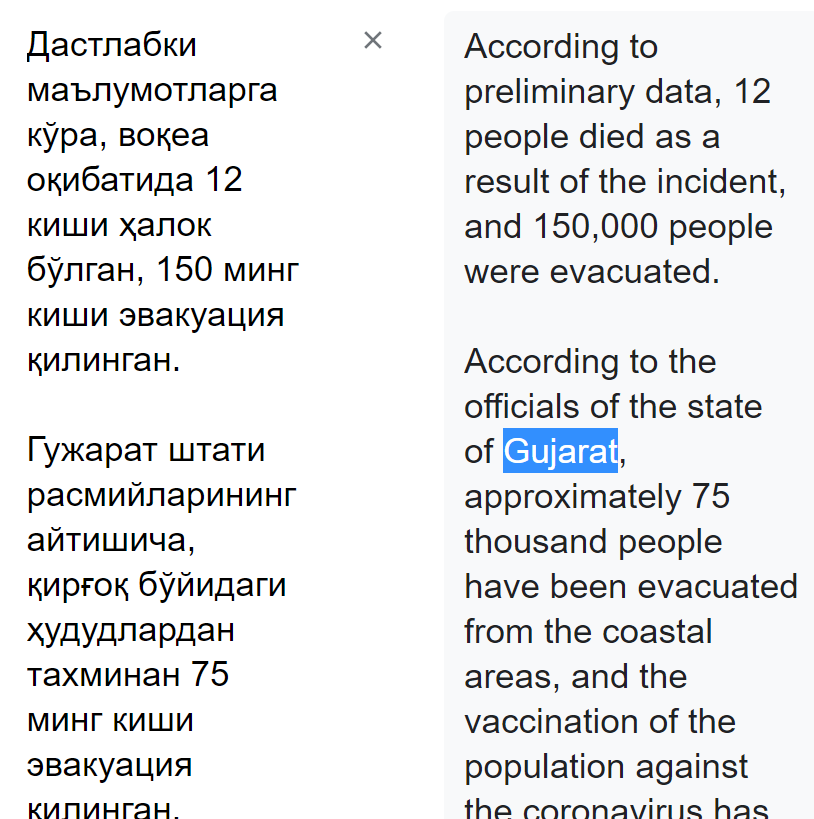 Дастлабки
маълумотларга
кўра, воқеа
оқибатида 12
киши ҳалок
бўлган, 150 минг
киши эвакуация
қилинган.
Гужарат штати
расмийларининг
айтишича,
қирғоқ бўйидаги
ҳудудлардан
тахминан 75
минг киши
эвакуация
қилинган.
According to
preliminary data, 12
people died as a
result of the incident,
and 150,000 people
were evacuated.
According to the
officials of the state
of Gujarat,
approximately 75
thousand people
have been evacuated
from the coastal
areas, and the
vaccination of the
population against
the coronavirus has